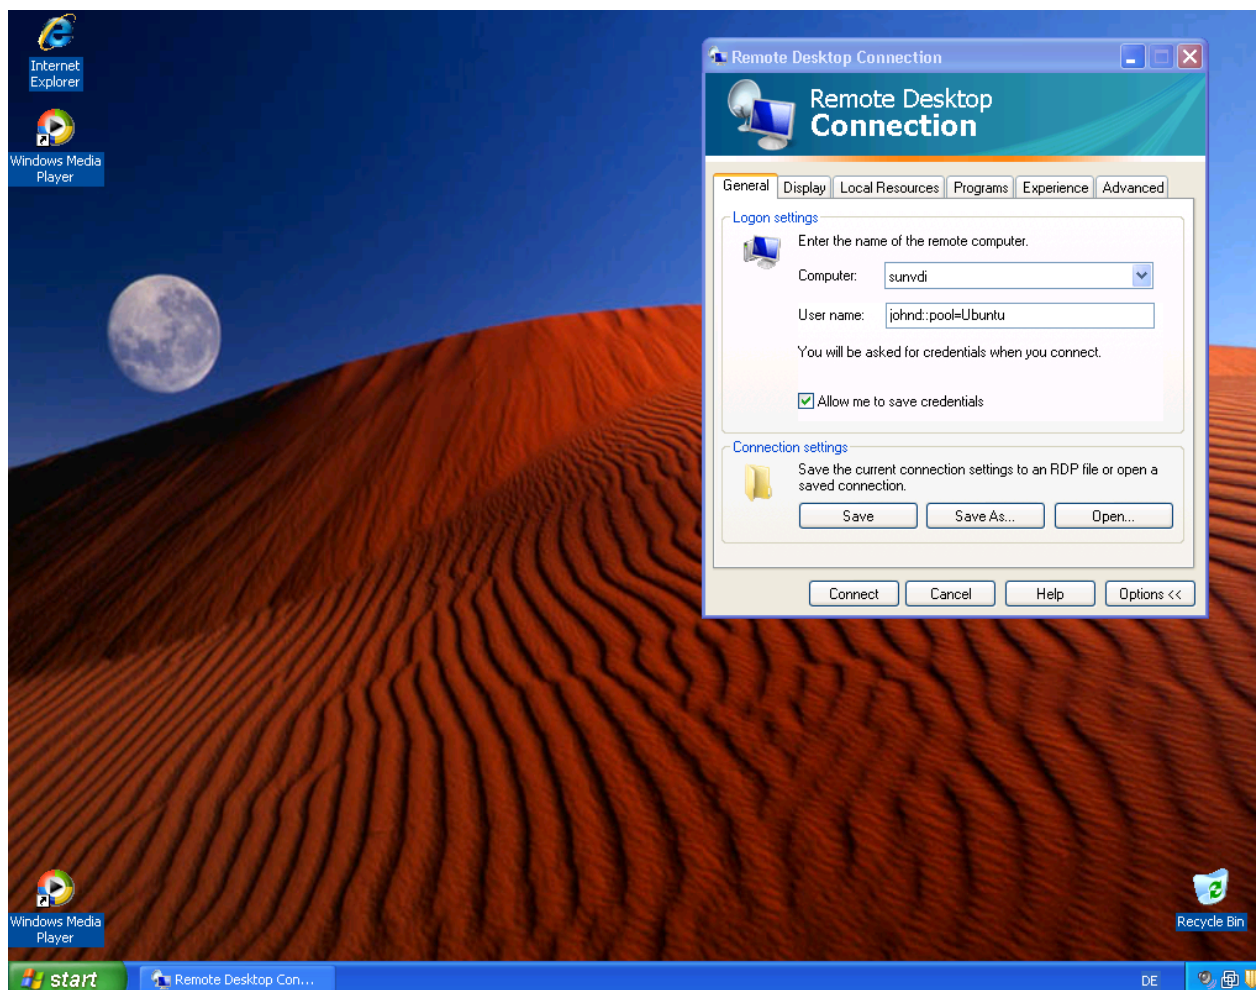 Internet
Explorer
Windows Media
Player
Remote Desktop Connection
Remote Desktop
Connection
General Display Local Resources Programs Experience Advanced
Logon settings
Enter the name of the remote computer.
Computer: sunvdi
User name: johnd::pool=Ubuntu
You will be asked for credentials when you connect.
Allow me to save credentials
Connection settings
Save the current connection settings to an RDP file or open a
saved connection.
Save Save As... Open...
Connect Cancel Help Options <<
Windows Media
Player
Recycle Bin
start Remote Desktop Con... DE